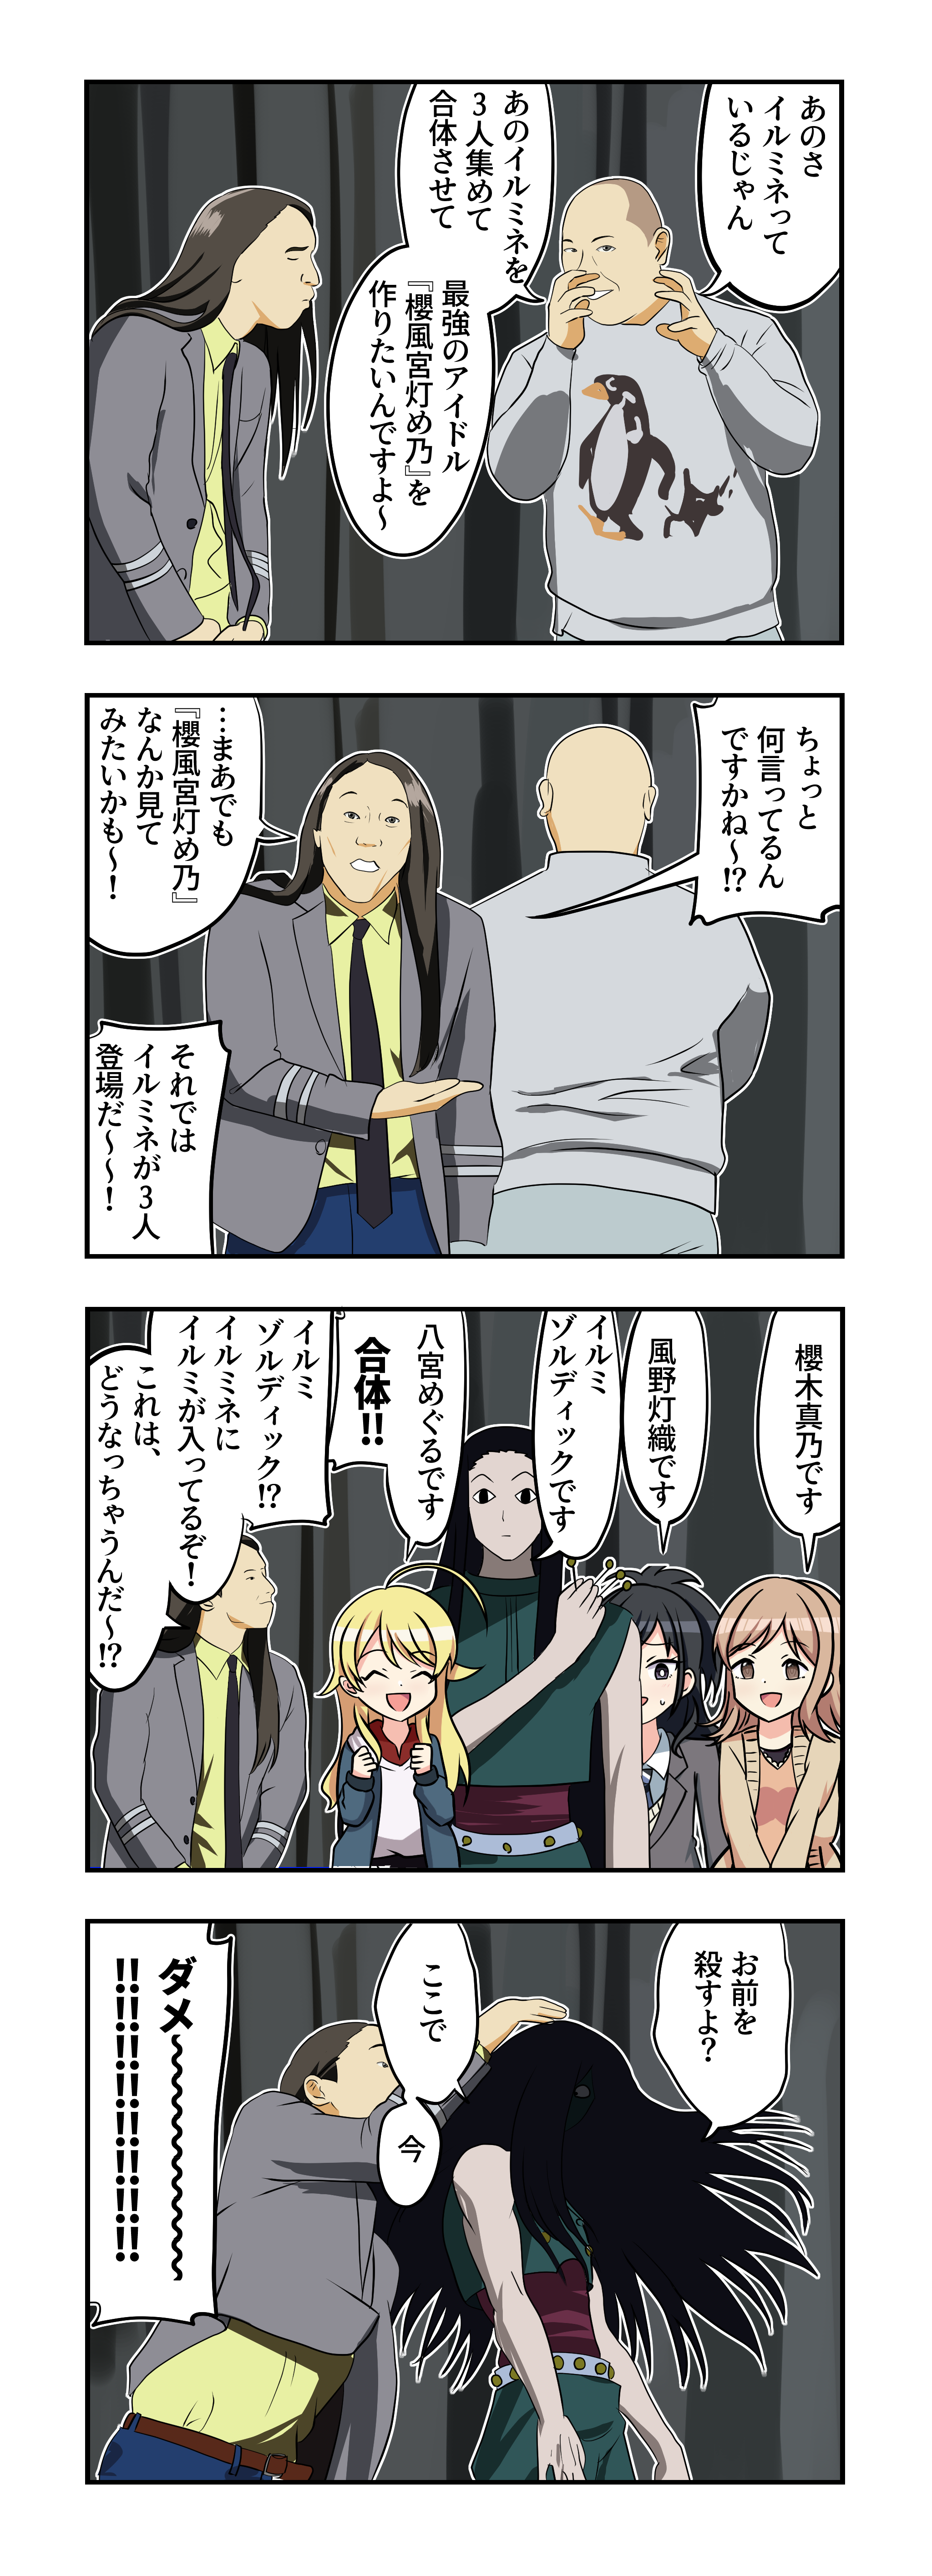 あのさ
イルミネって
いるじゃん
あのイルミネを
3人集めて
合体させて
最強のアイドル
『櫻風宮灯め乃』を
作りたいんですよ〜
ちょっと
何言ってるん
ですかね〜!?
…まあでも
『櫻風宮灯め乃』
なんか見て
みたいかも〜！
それでは
イルミネが3人
登場だ〜〜！
櫻木真乃です
風野灯織です
イルミ
ゾルディックです
八宮めぐるです
合体!!
イルミ
ゾルディック!?
イルミネに
イルミが入ってるぞ！
これは、
どうなっちゃうんだ〜!?
お前を
殺すよ？
ここで
今
ダメ〜〜〜〜〜〜〜〜
!!!!!!!!!!!!!!!!